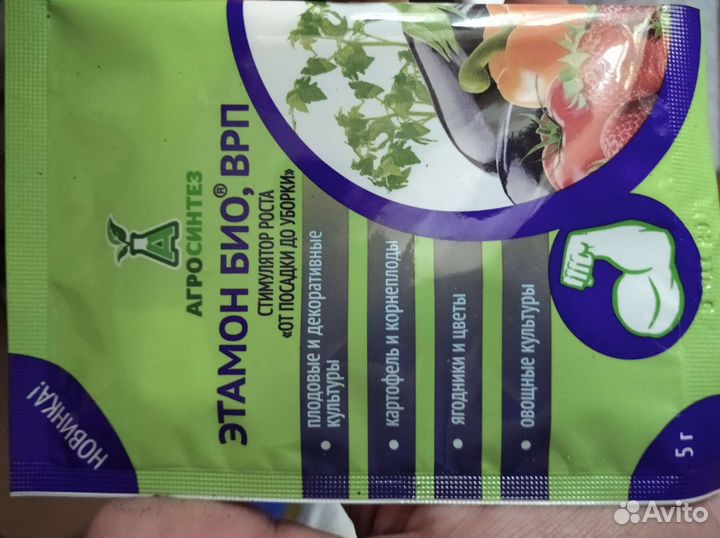 НОВИНКА!
АГРОСИНТЕЗ
ЭТАМОН БИО®, ВРП
СТИМУЛЯТОР РОСТА
«ОТ ПОСАДКИ ДО УБОРКИ»
• плодовые и декоративные
культуры
• картофель и корнеплоды
• ягодники и цветы
• овощные культуры
5 г
Avito